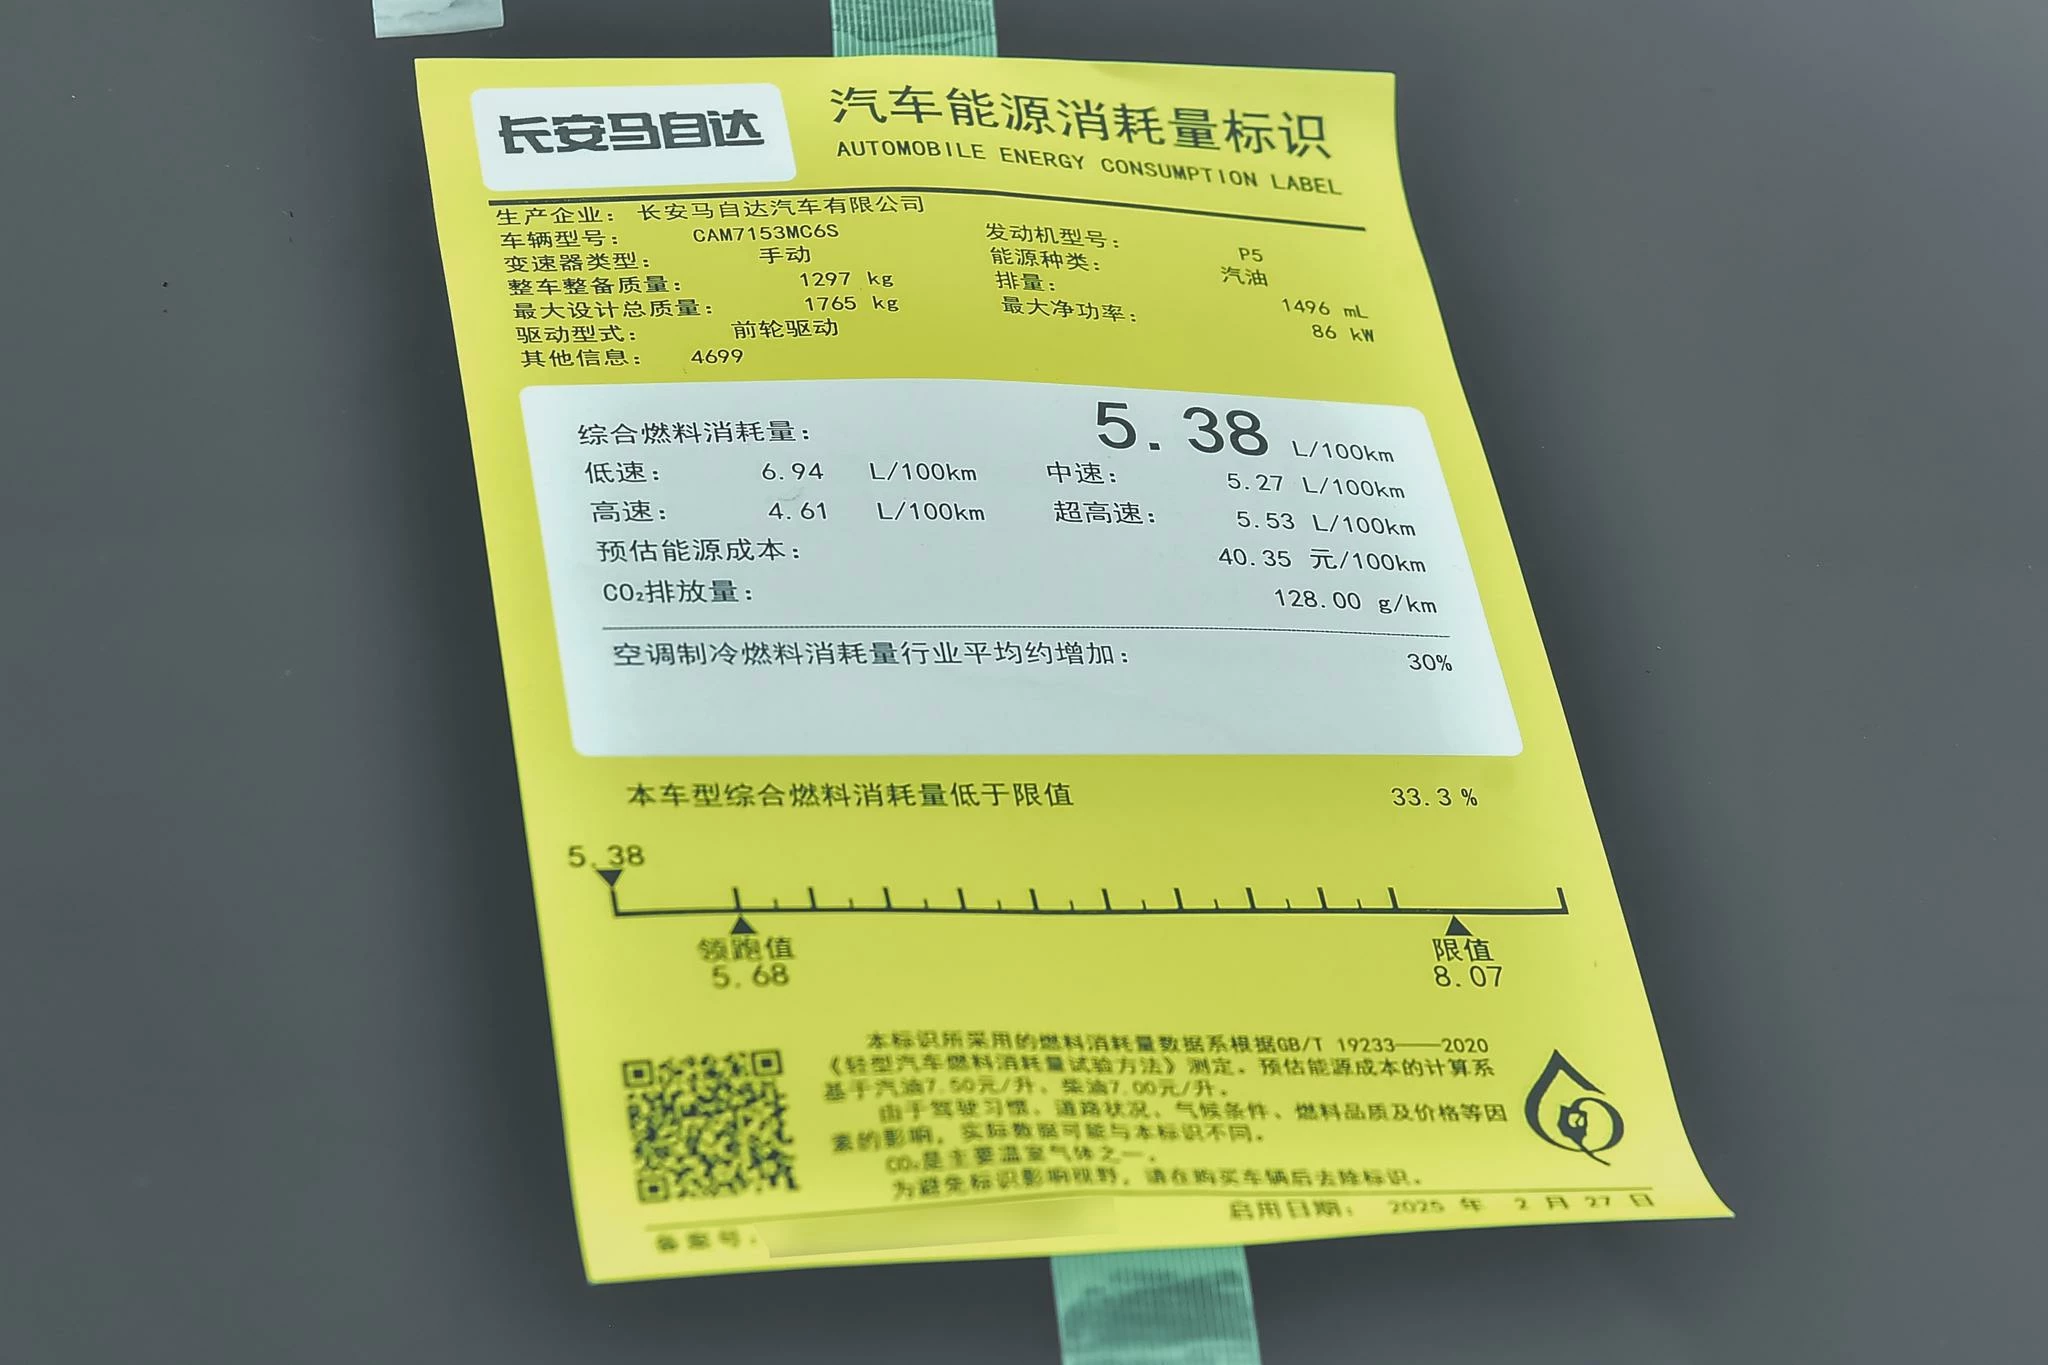 长安马自达
汽车能源消耗量标识
AUTOMOBILE ENERGY CONSUMPTION LABEL
生产企业: 长安马自达汽车有限公司
车辆型号: CAM7153MC6S 发动机型号: P5
变速器类型: 手动 能源种类: 汽油
整车整备质量: 1297 kg 排量: 1496 mL
最大设计总质量: 1765 kg 最大净功率: 86 kW
驱动型式: 前轮驱动
其他信息: 4699
综合燃料消耗量: 5.38 L/100km
低速: 6.94 L/100km 中速: 5.27 L/100km
高速: 4.61 L/100km 超高速: 5.53 L/100km
预估能源成本: 40.35 元/100km
CO₂排放量: 128.00 g/km
空调制冷燃料消耗量行业平均约增加: 30%
本车型综合燃料消耗量低于限值 33.3%
5.38
领跑值 限值
5.68 8.07
本标识所采用的燃料消耗量数据系根据GB/T 19233——2020
《轻型汽车燃料消耗量试验方法》测定。预估能源成本的计算系
基于汽油7.50元/升、柴油7.00元/升。
由于驾驶习惯、道路状况、气候条件、燃料品质及价格等因
素的影响，实际数据可能与本标识不同。
CO₂是主要温室气体之一。
为避免标识影响视野，请在购买车辆后去除标识。
启用日期: 2025 年 2 月 27 日
备案号: